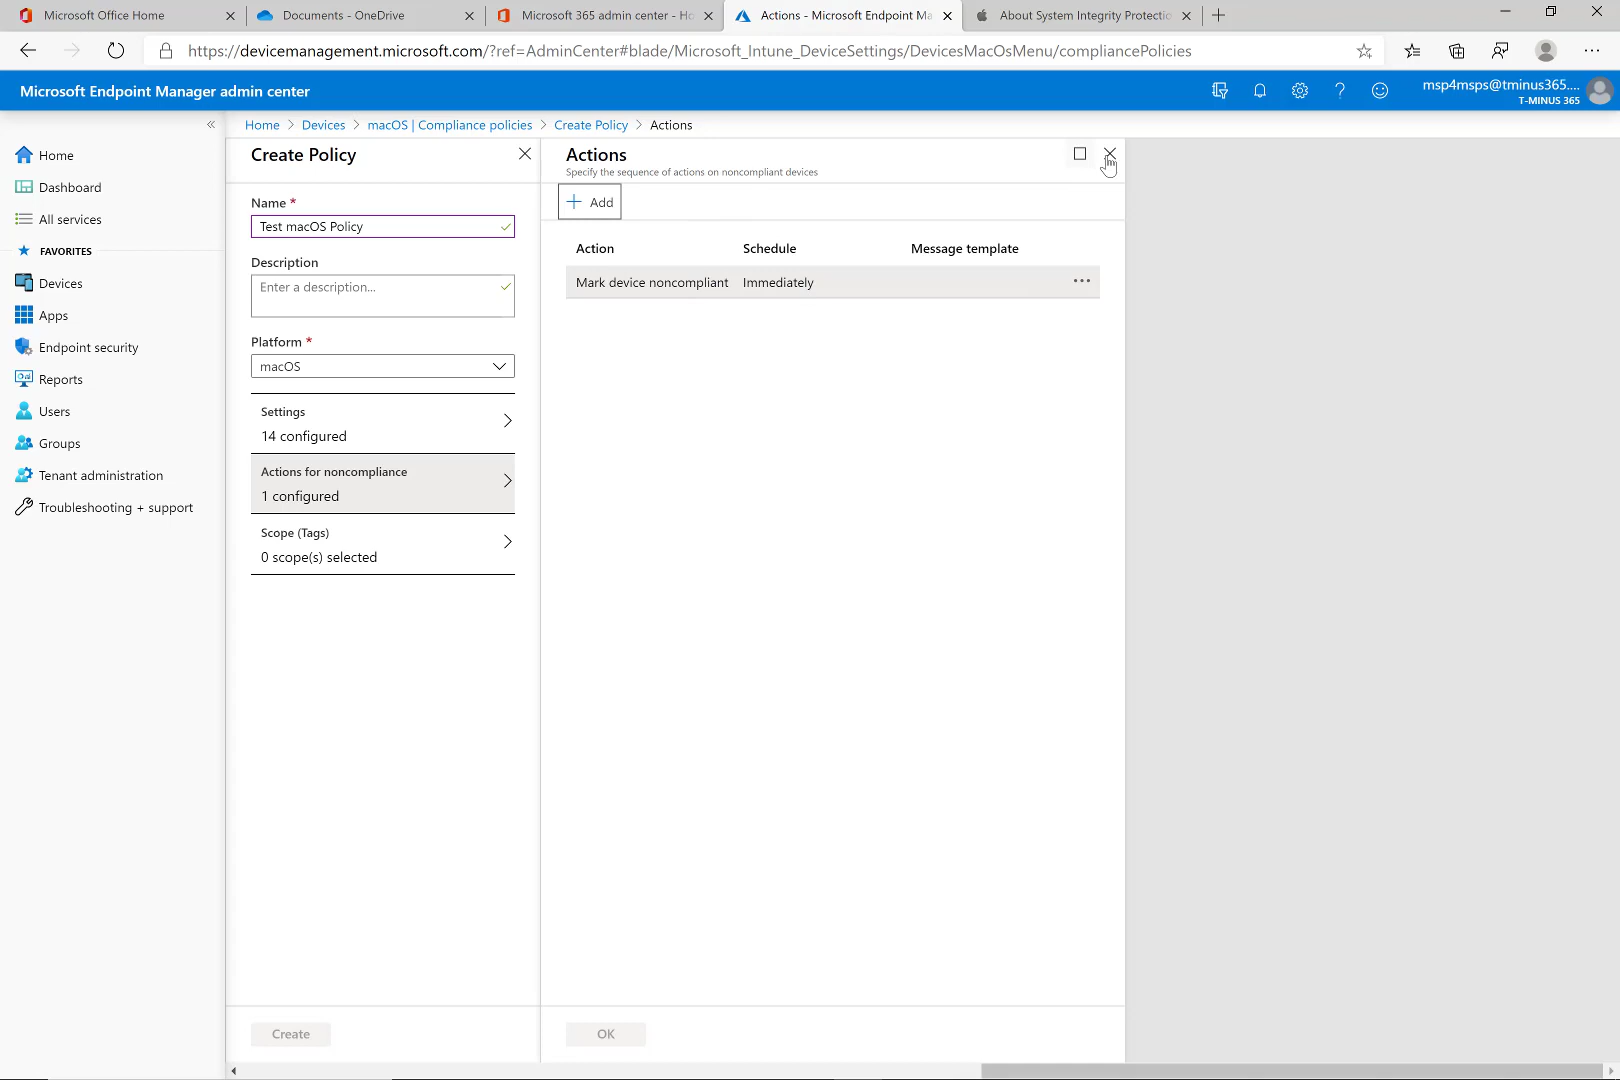 Microsoft Office Home
Documents - OneDrive
Microsoft 365 admin center - Ho
Actions - Microsoft Endpoint Ma
About System Integrity Protectio
https://devicemanagement.microsoft.com/?ref=AdminCenter#blade/Microsoft_Intune_DeviceSettings/DevicesMacOsMenu/compliancePolicies
Microsoft Endpoint Manager admin center
msp4msps@tminus365....
T-MINUS 365
Home > Devices > macOS | Compliance policies > Create Policy > Actions
Home
Dashboard
All services
FAVORITES
Devices
Apps
Endpoint security
Reports
Users
Groups
Tenant administration
Troubleshooting + support
Create Policy
Name *
Test macOS Policy
Description
Enter a description...
Platform *
macOS
Settings
14 configured
Actions for noncompliance
1 configured
Scope (Tags)
0 scope(s) selected
Create
Actions
Specify the sequence of actions on noncompliant devices
Add
Action Schedule Message template
Mark device noncompliant Immediately
OK